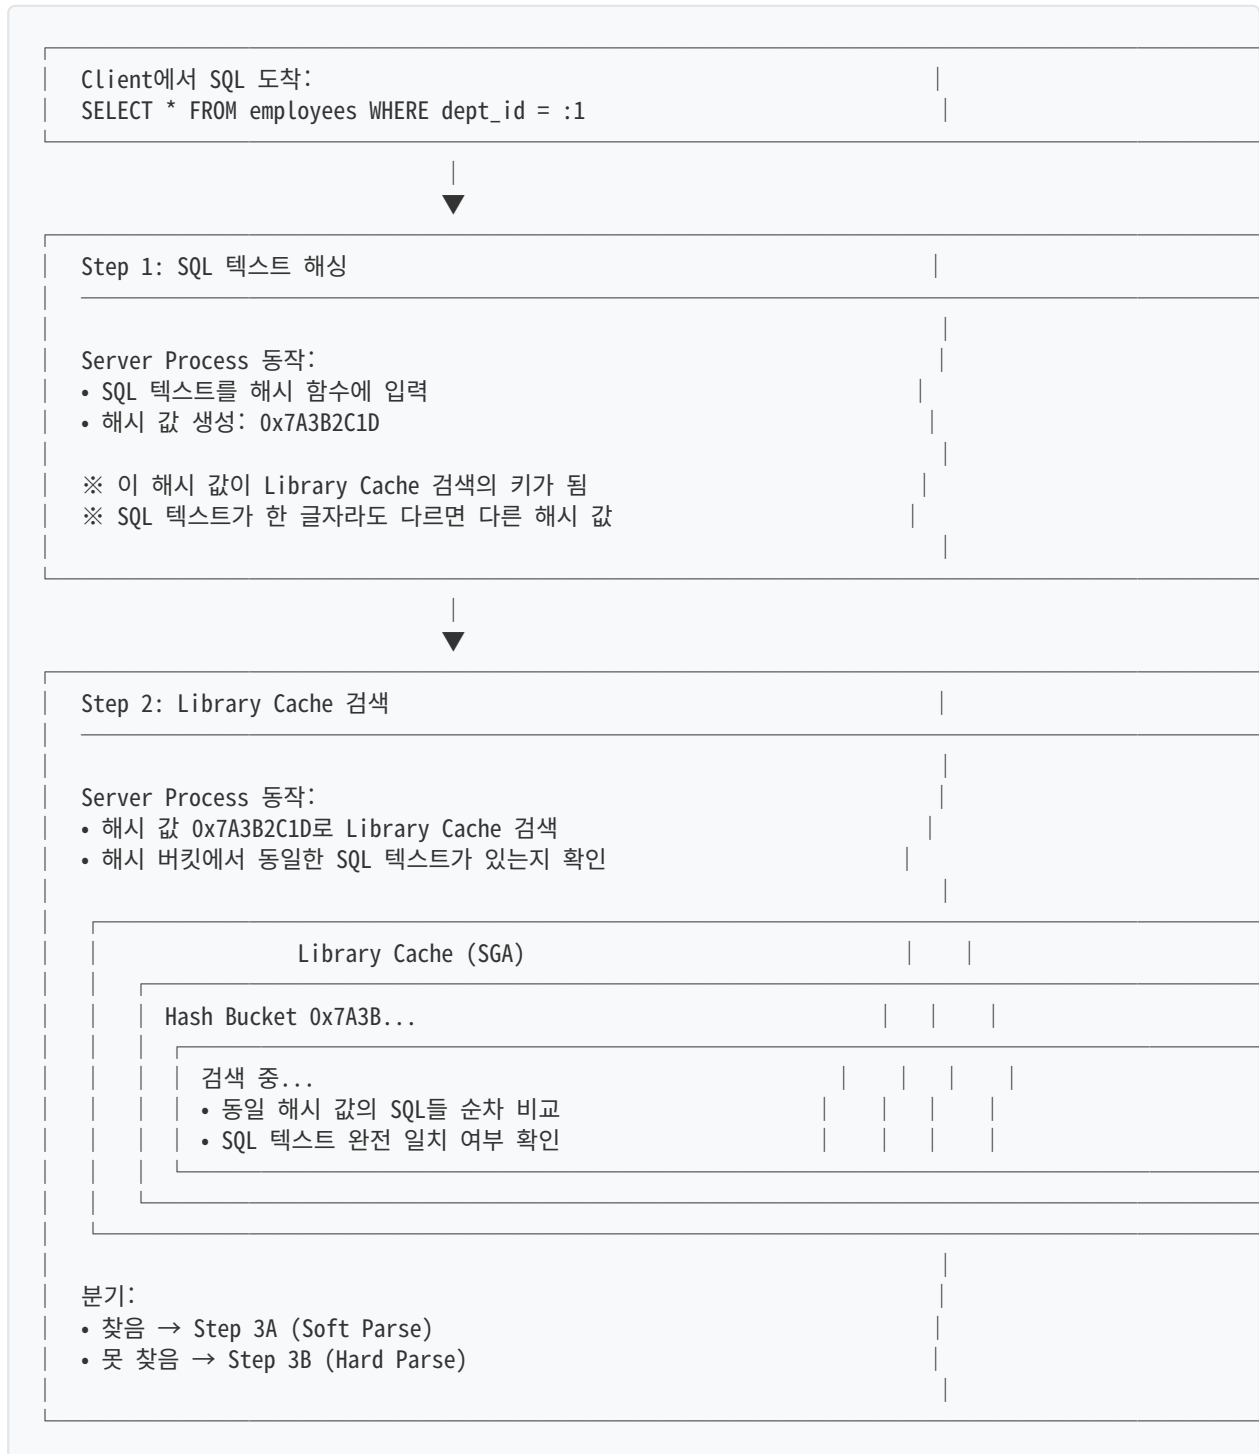 Client에서 SQL 도착:
SELECT * FROM employees WHERE dept_id = :1
▼
Step 1: SQL 텍스트 해싱
Server Process 동작:
• SQL 텍스트를 해시 함수에 입력
• 해시 값 생성: 0x7A3B2C1D
※ 이 해시 값이 Library Cache 검색의 키가 됨
※ SQL 텍스트가 한 글자라도 다르면 다른 해시 값
▼
Step 2: Library Cache 검색
Server Process 동작:
• 해시 값 0x7A3B2C1D로 Library Cache 검색
• 해시 버킷에서 동일한 SQL 텍스트가 있는지 확인
Library Cache (SGA)
Hash Bucket 0x7A3B...
검색 중...
• 동일 해시 값의 SQL들 순차 비교
• SQL 텍스트 완전 일치 여부 확인
분기:
• 찾음 → Step 3A (Soft Parse)
• 못 찾음 → Step 3B (Hard Parse)